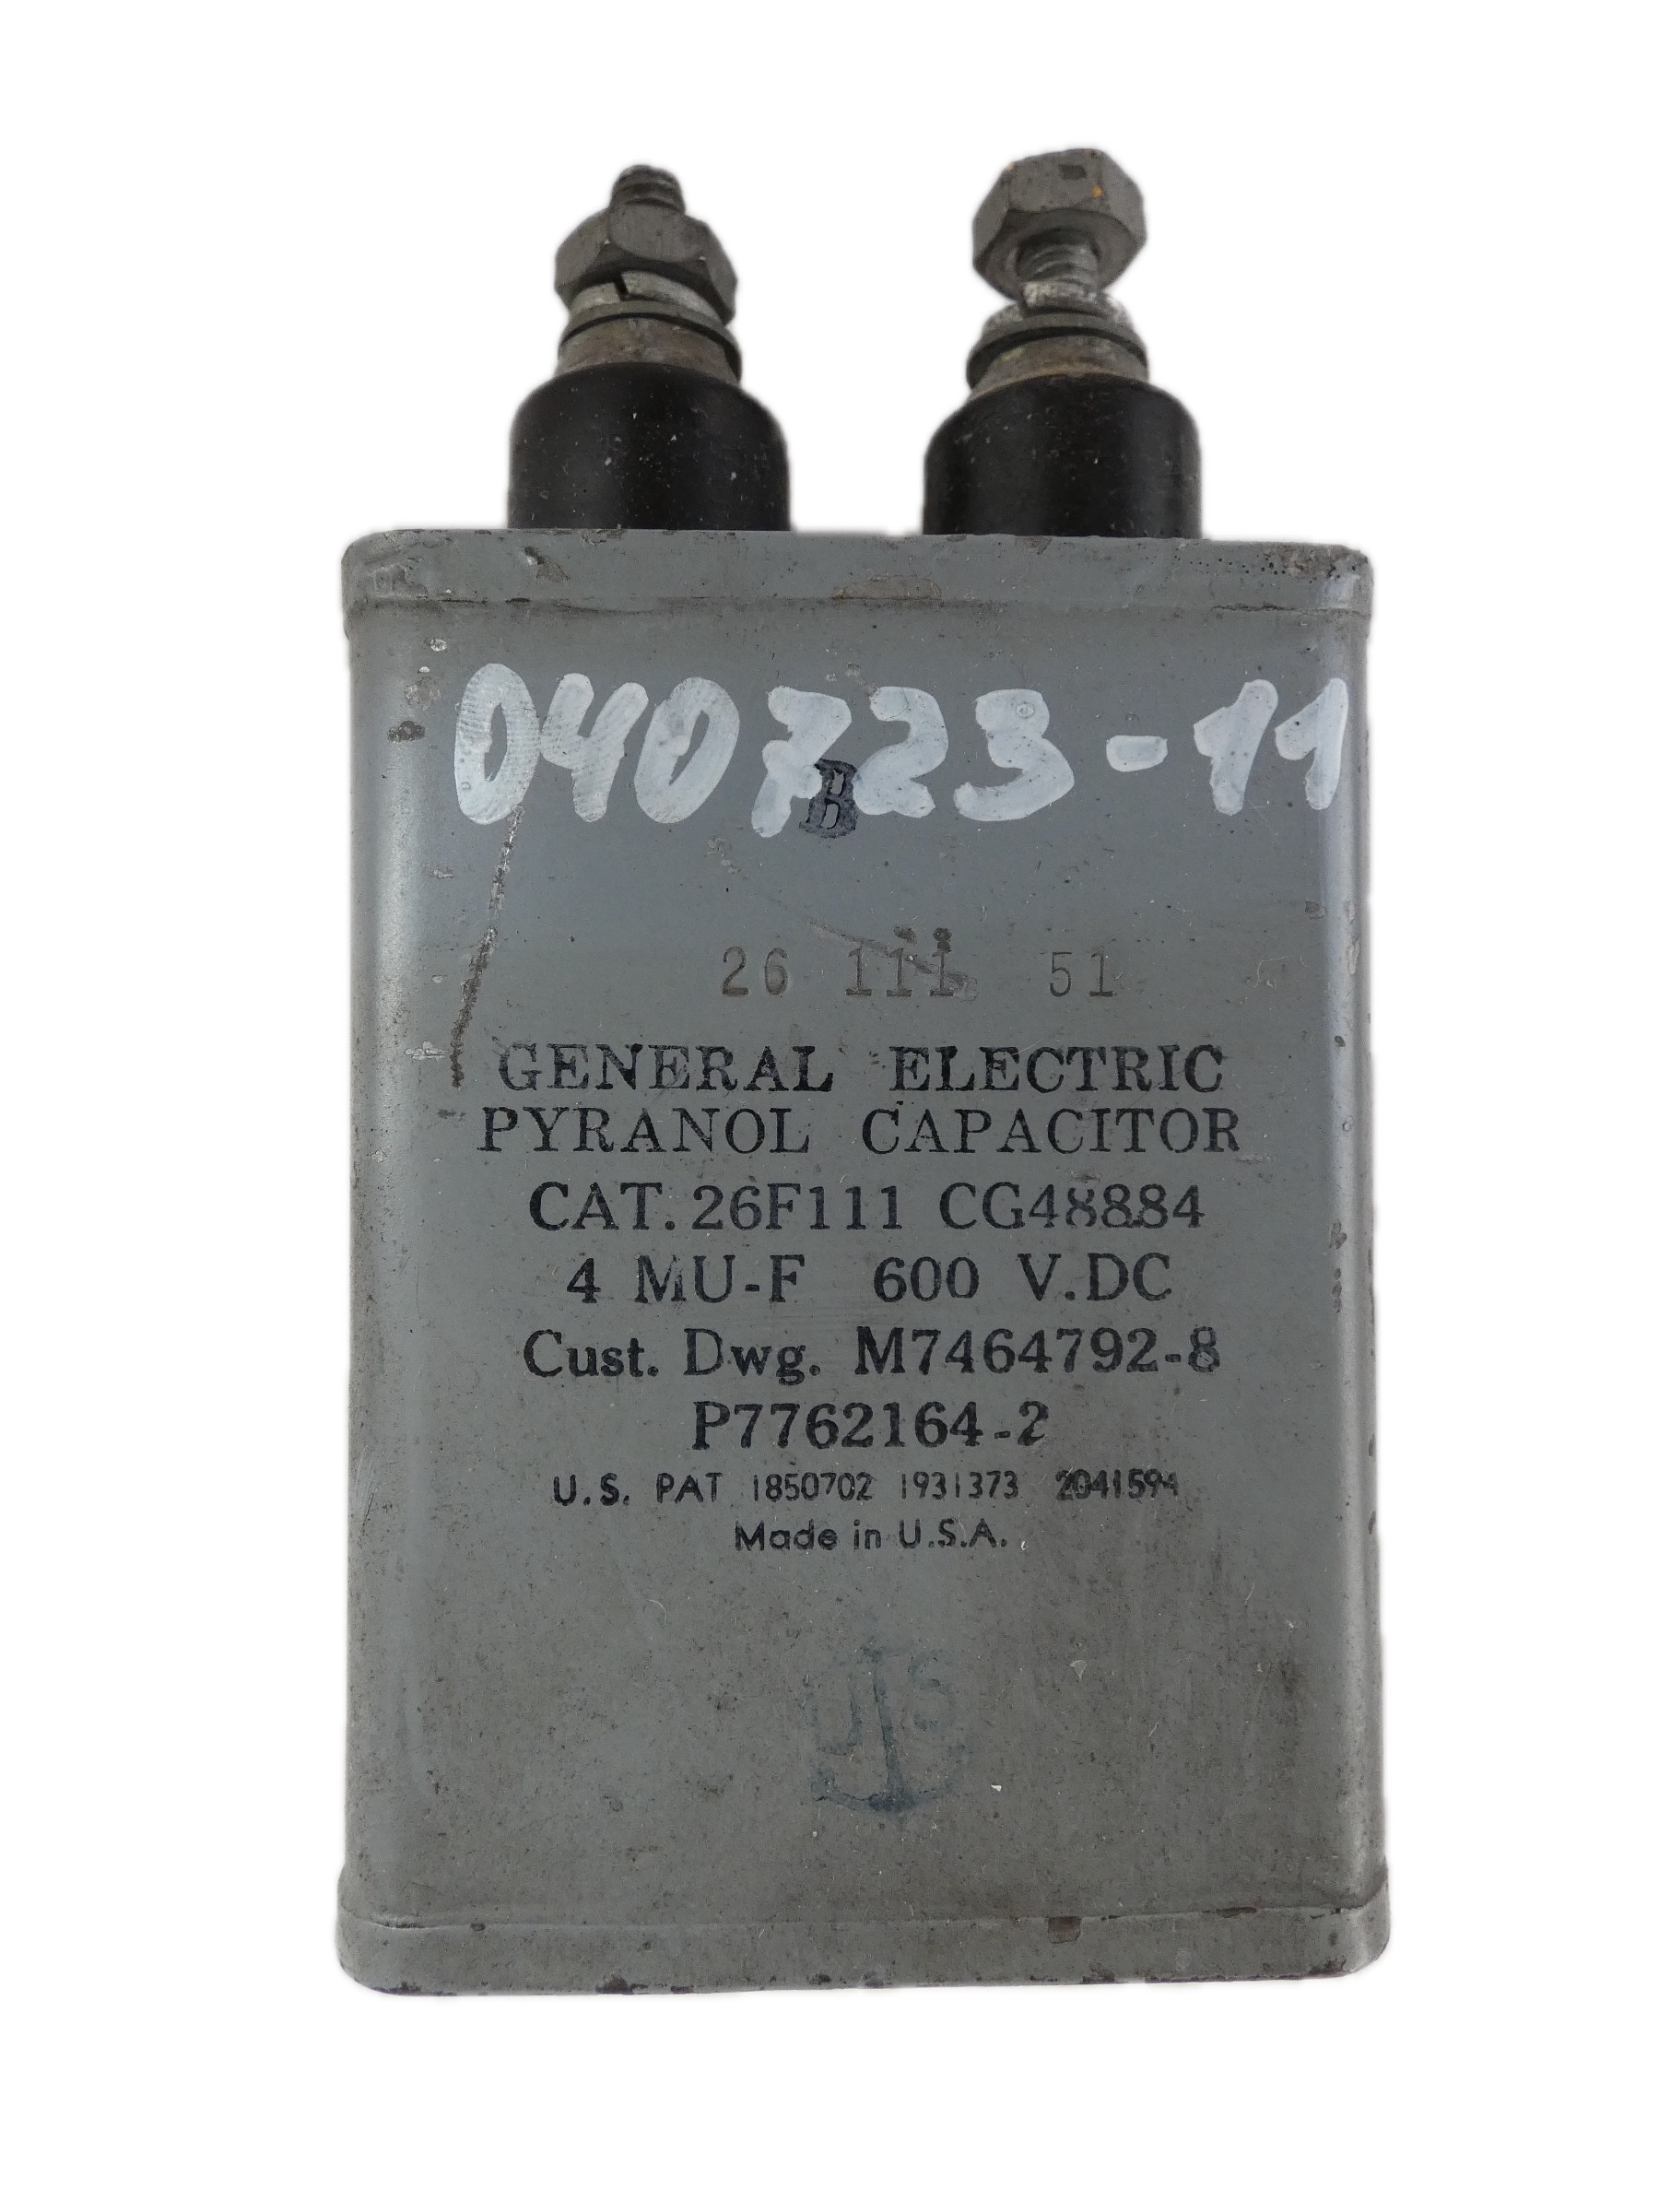 040723-11
B
26 111 51
GENERAL ELECTRIC
PYRANOL CAPACITOR
CAT. 26F111 CG48884
4 MU-F 600 V.DC
Cust. Dwg. M7464792-8
P7762164-2
U.S. PAT 1850702 1931373 2041594
Made in U.S.A.
US